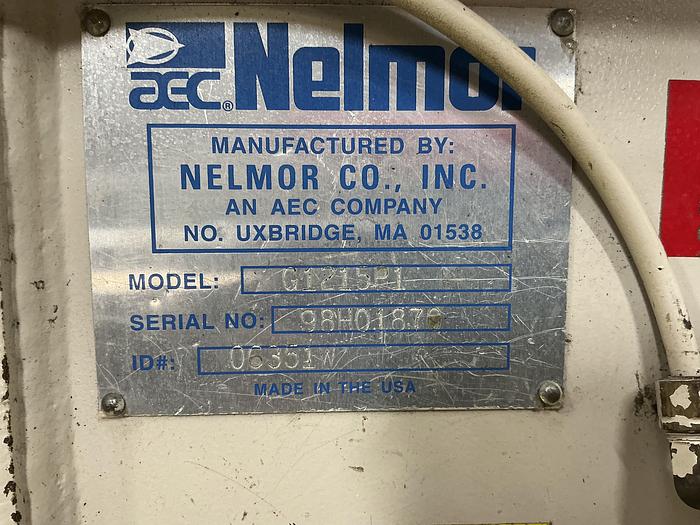 AEC® Nelmor
MANUFACTURED BY:
NELMOR CO., INC.
AN AEC COMPANY
NO. UXBRIDGE, MA 01538
MODEL: G1215P1
SERIAL NO:
ID#:
MADE IN THE USA